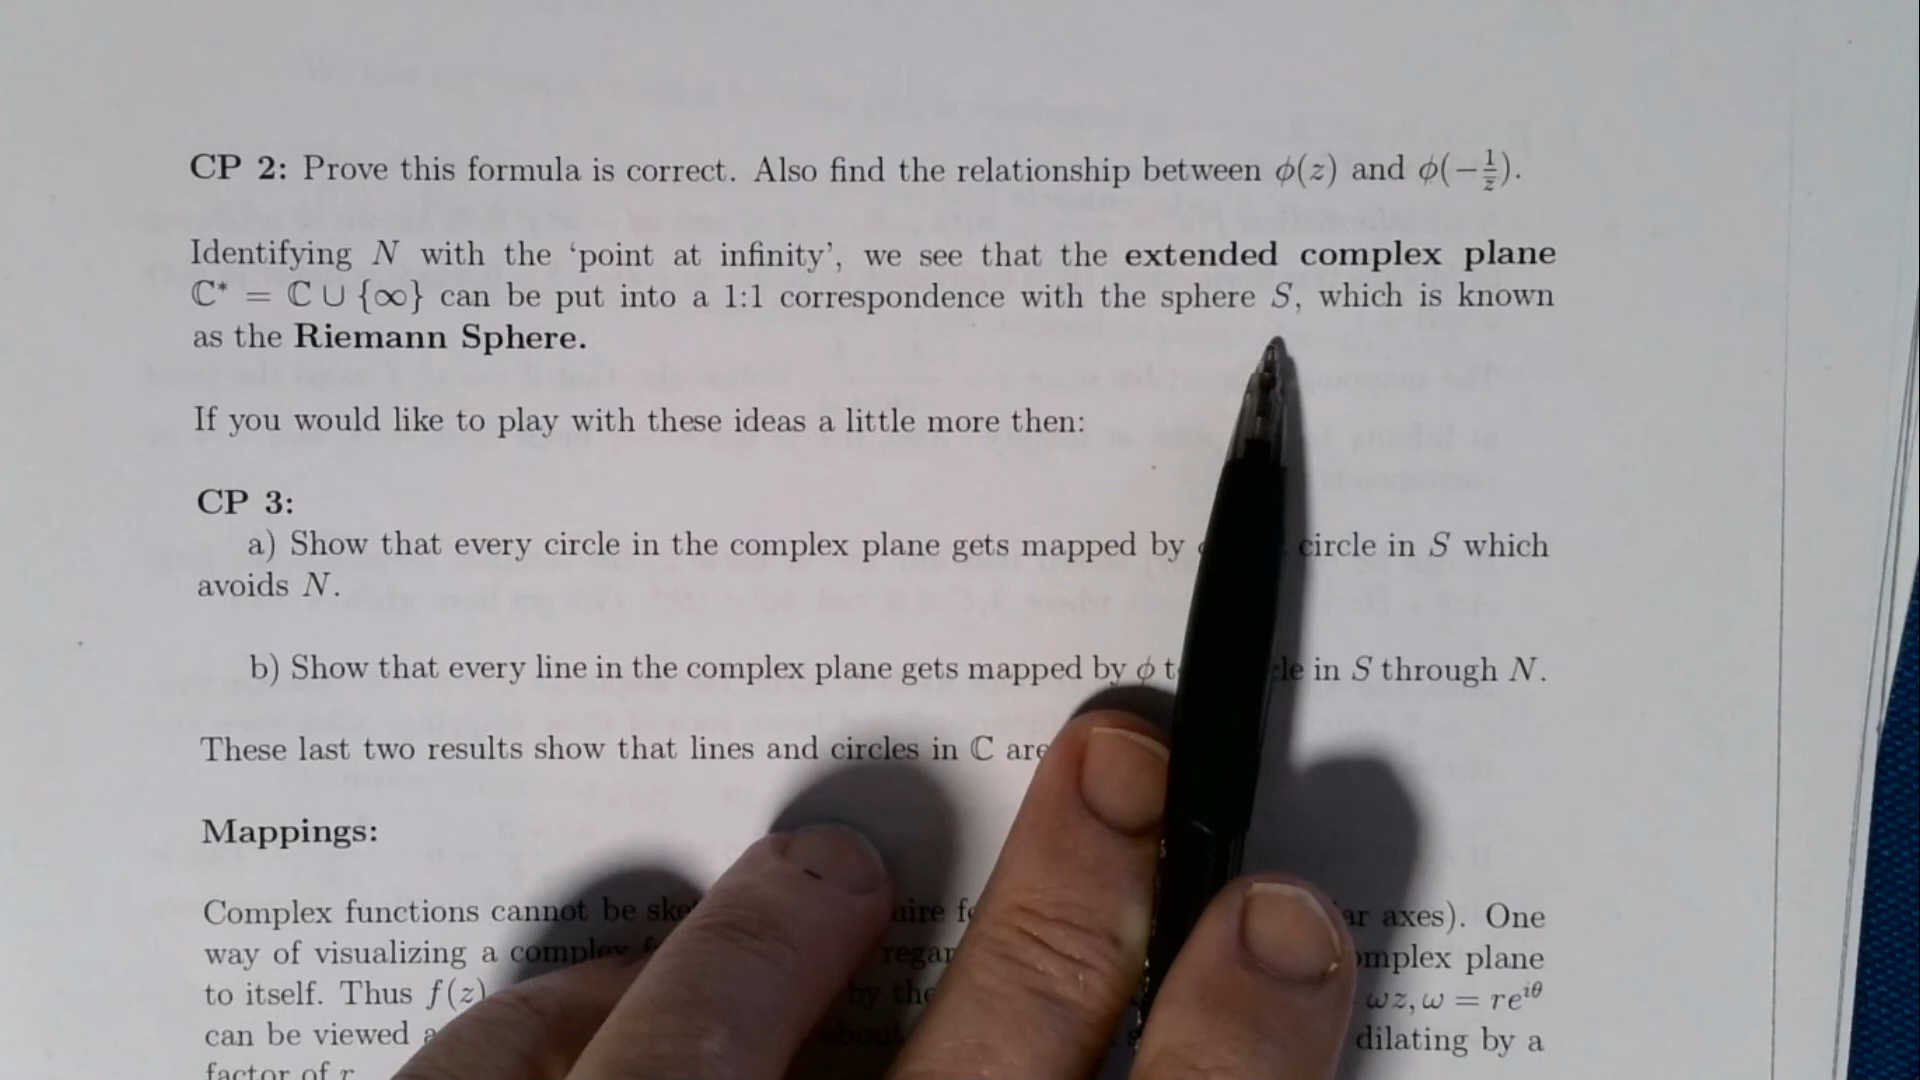 CP 2: Prove this formula is correct. Also find the relationship between ϕ(z) and ϕ(−1/z̄).
Identifying N with the ‘point at infinity’, we see that the extended complex plane
ℂ* = ℂ ∪ {∞} can be put into a 1:1 correspondence with the sphere S, which is known
as the Riemann Sphere.
If you would like to play with these ideas a little more then:
CP 3:
a) Show that every circle in the complex plane gets mapped by circle in S which
avoids N.
b) Show that every line in the complex plane gets mapped by ϕ in S through N.
These last two results show that lines and circles in ℂ are
Mappings:
Complex functions cannot be axes). One
way of visualizing a complex plane
to itself. Thus f(z) by ωz, ω = re^{iθ}
can be viewed dilating by a
factor of r